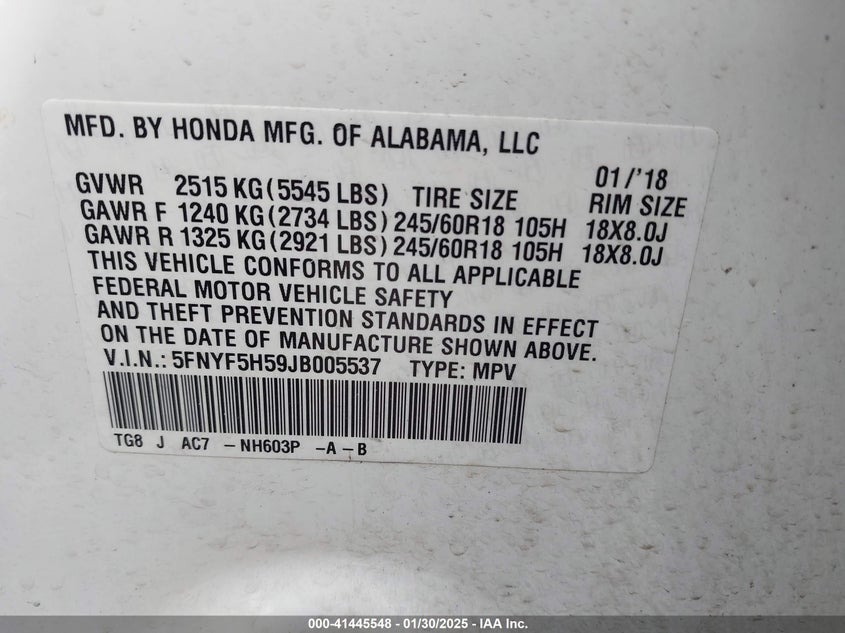 MFD. BY HONDA MFG. OF ALABAMA, LLC
01/'18
GVWR 2515 KG (5545 LBS) TIRE SIZE RIM SIZE
GAWR F 1240 KG (2734 LBS) 245/60R18 105H 18X8.0J
GAWR R 1325 KG (2921 LBS) 245/60R18 105H 18X8.0J
THIS VEHICLE CONFORMS TO ALL APPLICABLE
FEDERAL MOTOR VEHICLE SAFETY
AND THEFT PREVENTION STANDARDS IN EFFECT
ON THE DATE OF MANUFACTURE SHOWN ABOVE.
V.I.N.: 5FNYF5H59JB005537 TYPE: MPV
TG8 J AC7 -NH603P -A-B
000-41445548 - 01/30/2025 - IAA Inc.